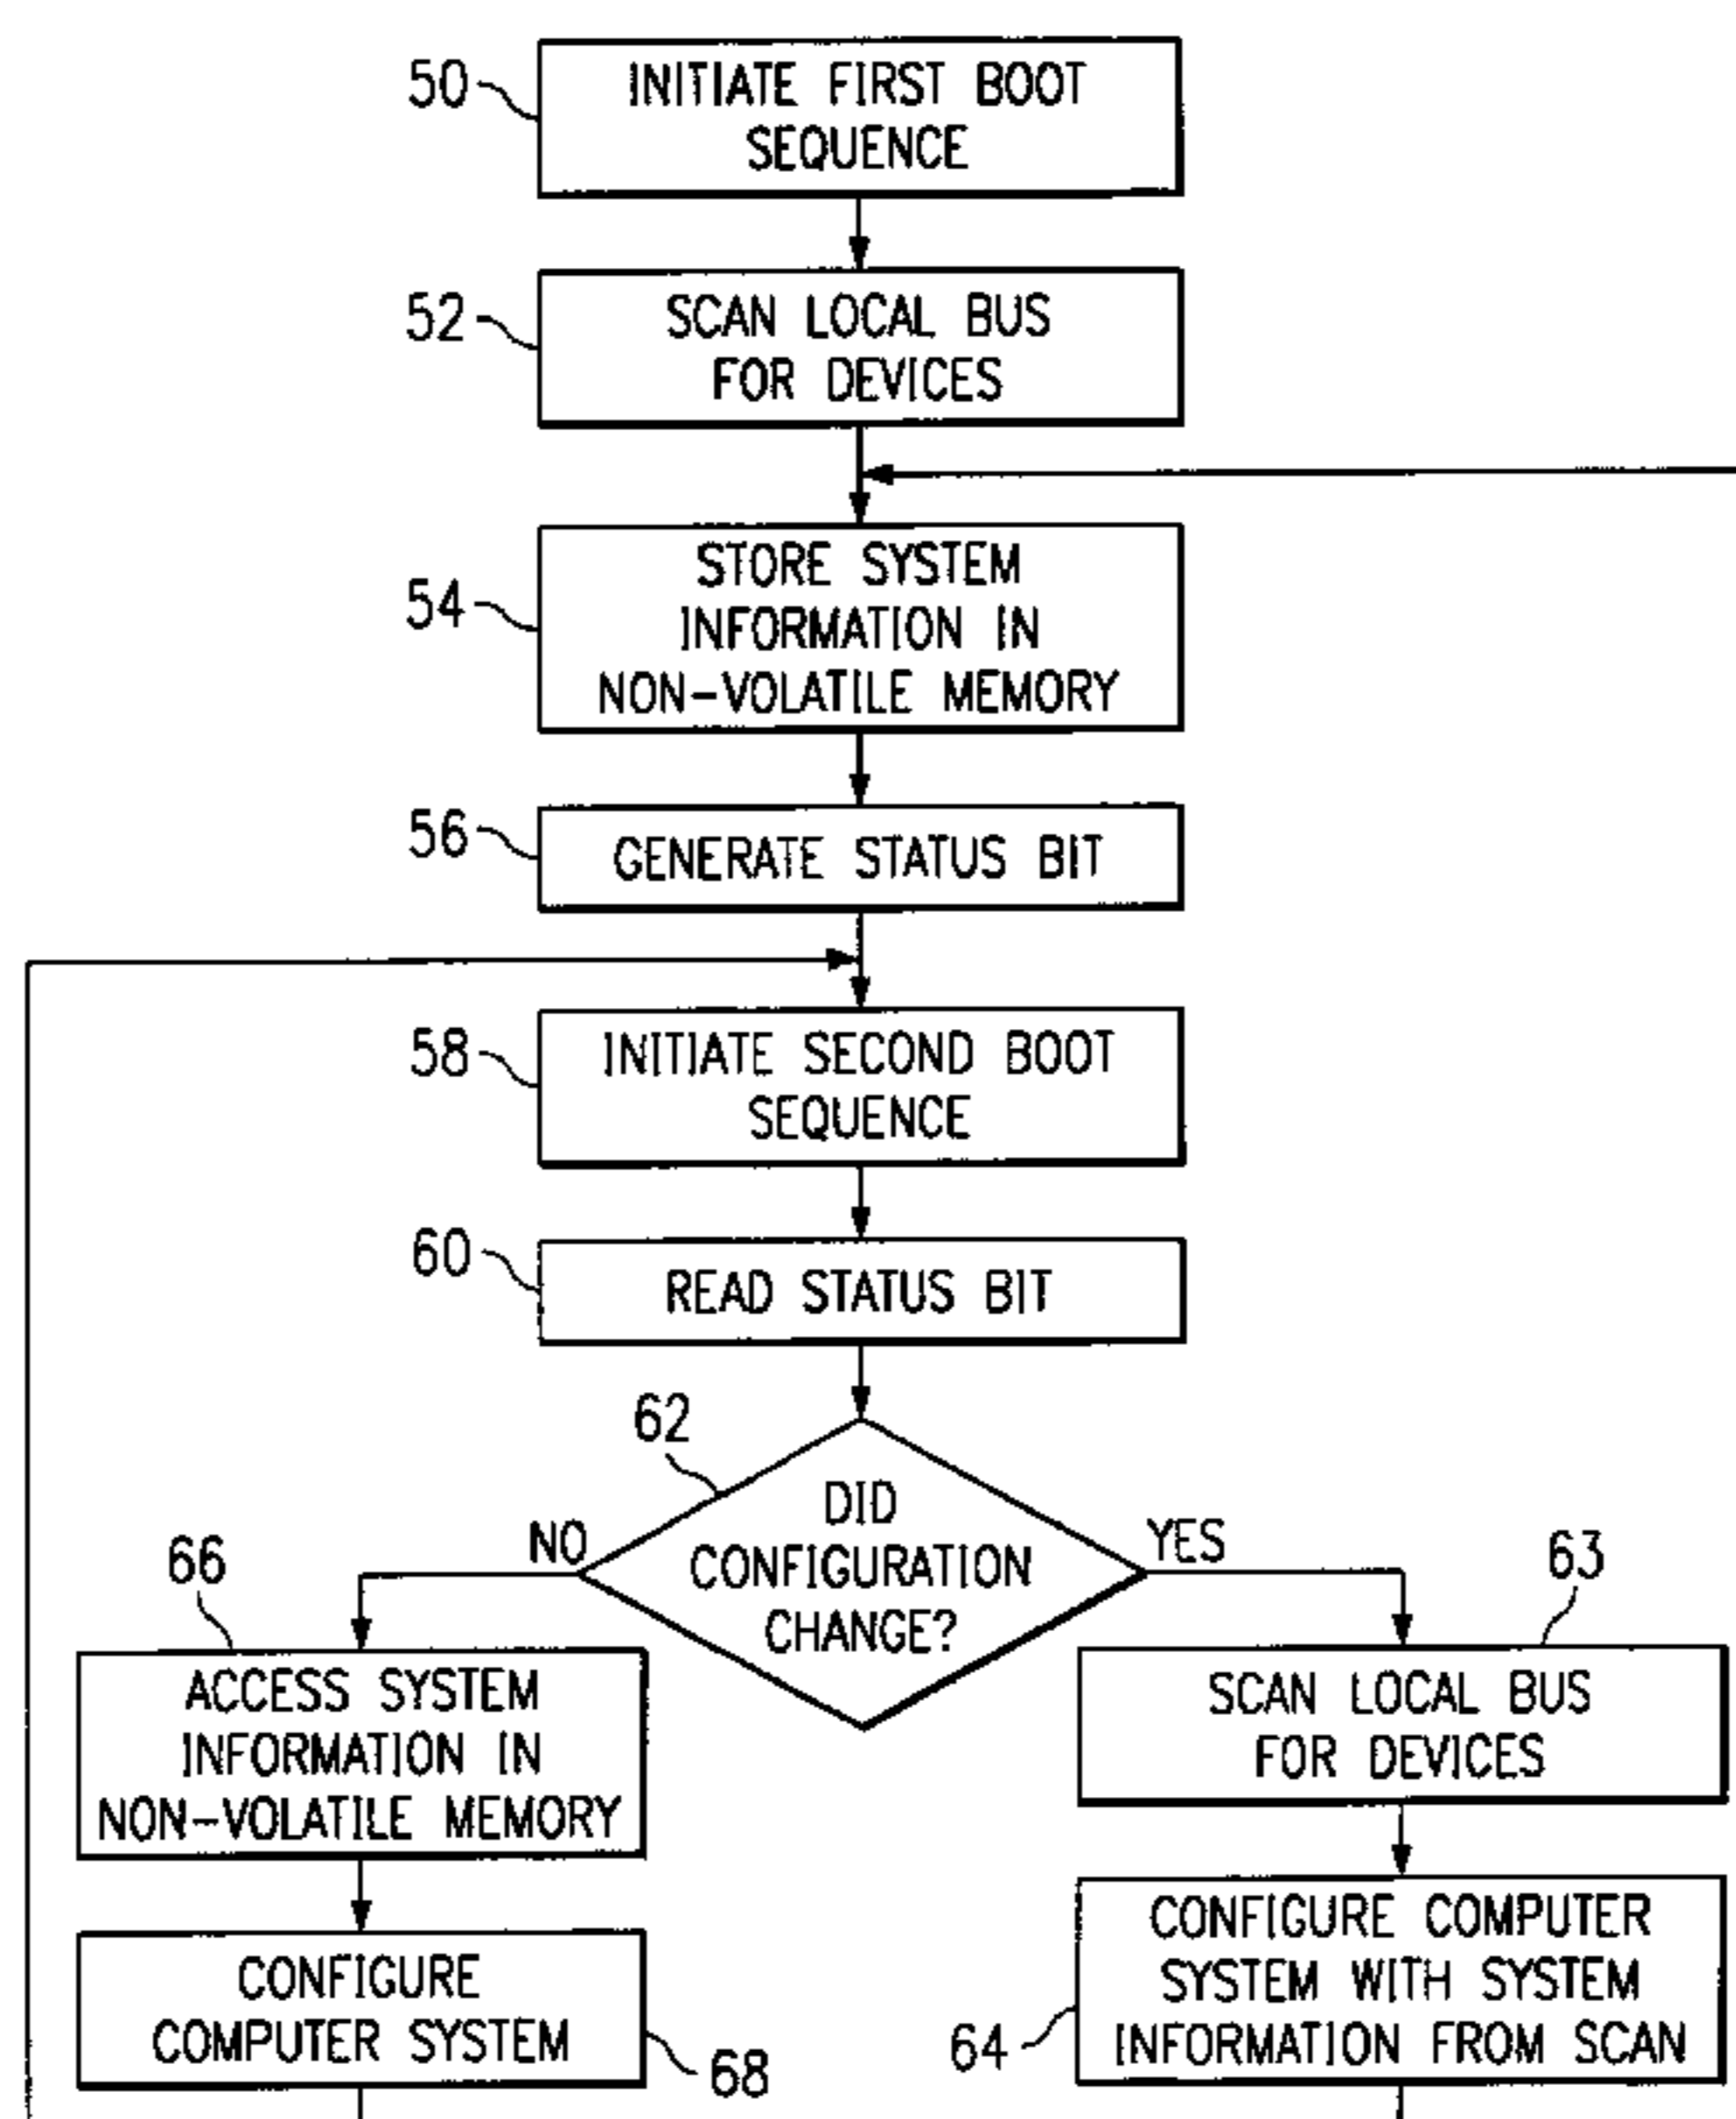 50
INITIATE FIRST BOOT
SEQUENCE
52
SCAN LOCAL BUS
FOR DEVICES
54
STORE SYSTEM
INFORMATION IN
NON-VOLATILE MEMORY
56
GENERATE STATUS BIT
58
INITIATE SECOND BOOT
SEQUENCE
60
READ STATUS BIT
62
DID
CONFIGURATION
CHANGE?
NO
YES
66
ACCESS SYSTEM
INFORMATION IN
NON-VOLATILE MEMORY
63
SCAN LOCAL BUS
FOR DEVICES
CONFIGURE
COMPUTER SYSTEM
68
CONFIGURE COMPUTER
SYSTEM WITH SYSTEM
INFORMATION FROM SCAN
64